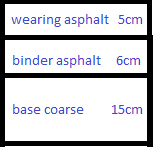 wearing asphalt 5cm
binder asphalt 6cm
base coarse 15cm